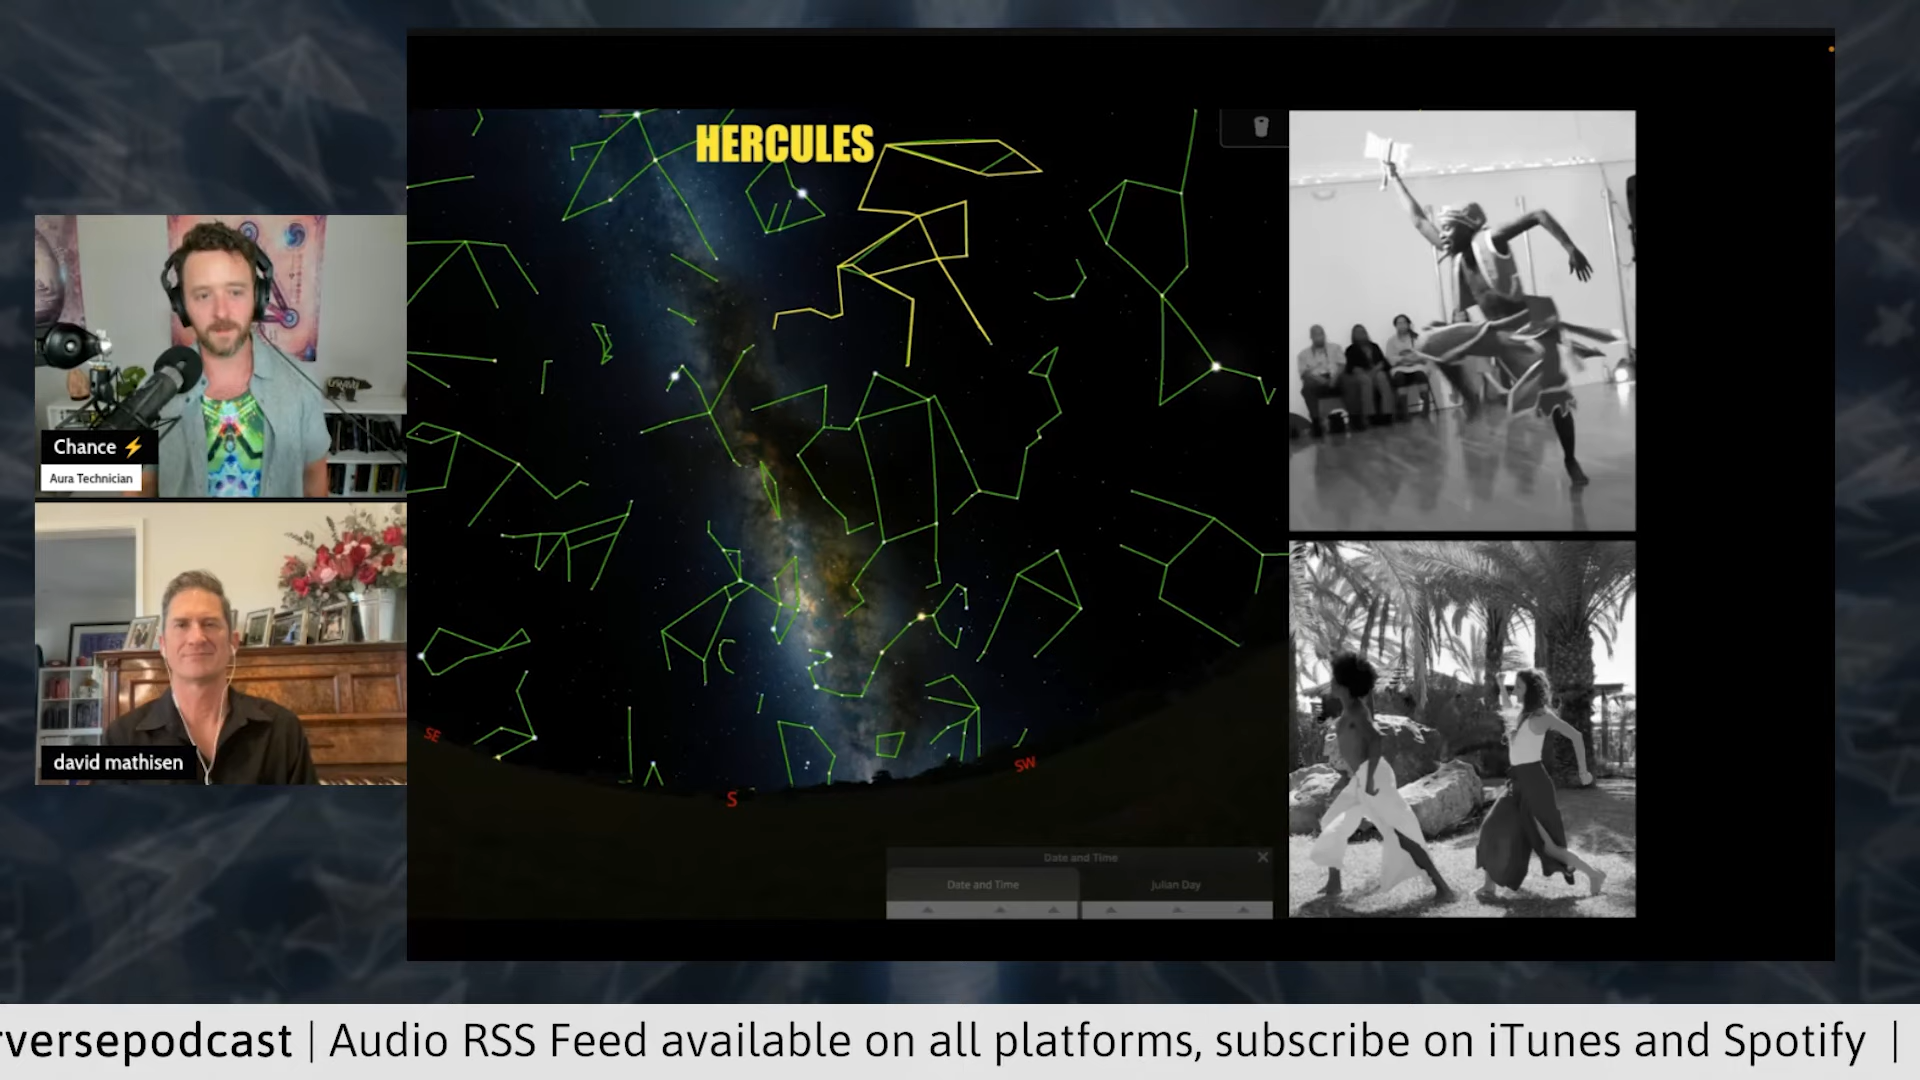 HERCULES
Chance ⚡
Aura Technician
david mathisen
SE
S
SW
Date and Time
Date and Time
Julian Day
rversepodcast | Audio RSS Feed available on all platforms, subscribe on iTunes and Spotify |